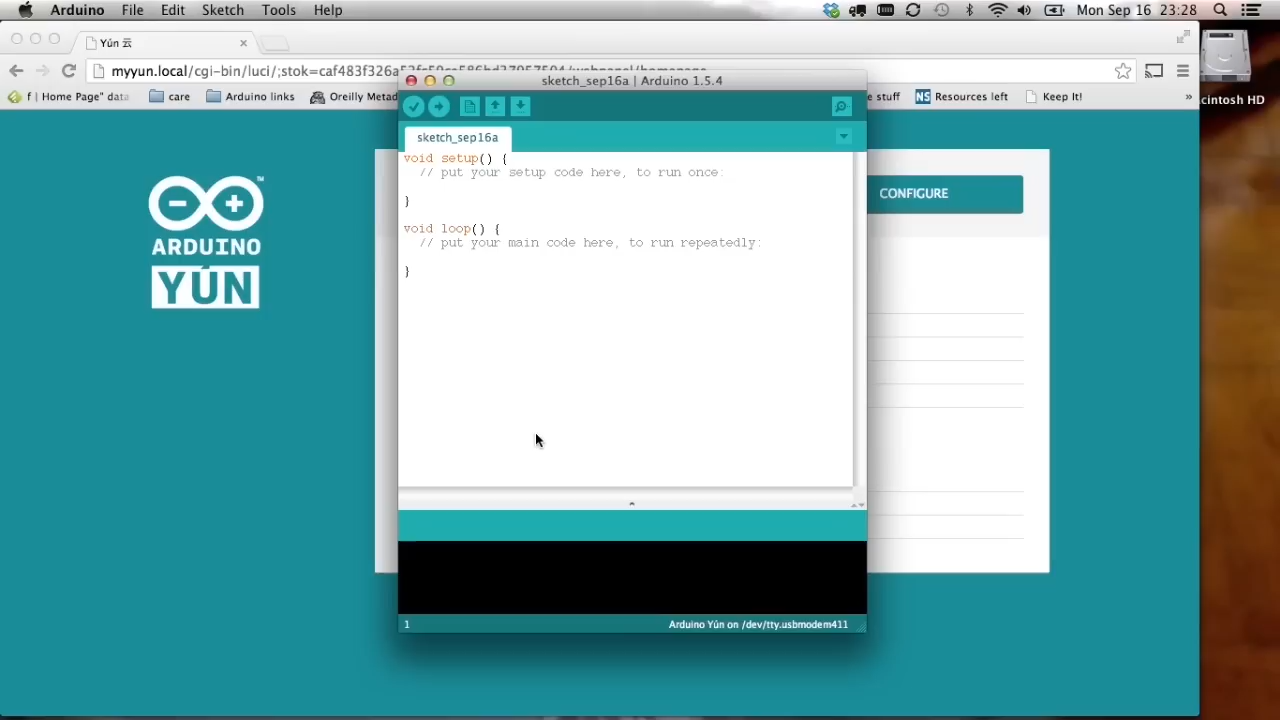 Arduino File Edit Sketch Tools Help Mon Sep 16 23:28
Yún 云
myyun.local/cgi-bin/luci/;stok=caf483f326a
sketch_sep16a | Arduino 1.5.4
f | Home Page" data care Arduino links Oreilly Metad e stuff NS Resources left Keep It! »
cintosh HD
sketch_sep16a
void setup() {
// put your setup code here, to run once:
}
void loop() {
// put your main code here, to run repeatedly:
}
1 Arduino Yún on /dev/tty.usbmodem411
ARDUINO
YÚN
TM
CONFIGURE